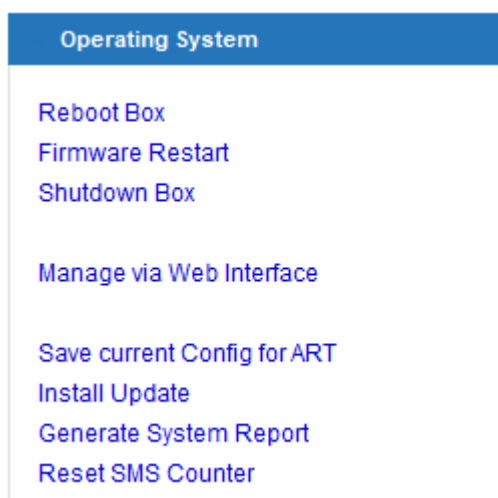 Operating System
Reboot Box
Firmware Restart
Shutdown Box
Manage via Web Interface
Save current Config for ART
Install Update
Generate System Report
Reset SMS Counter